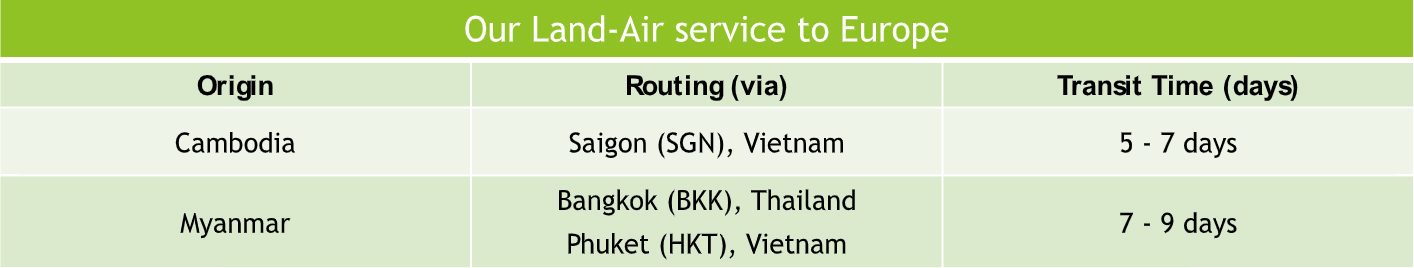 Our Land-Air service to Europe
Origin Routing (via) Transit Time (days)
Cambodia Saigon (SGN), Vietnam 5 - 7 days
Myanmar Bangkok (BKK), Thailand 7 - 9 days
Phuket (HKT), Vietnam